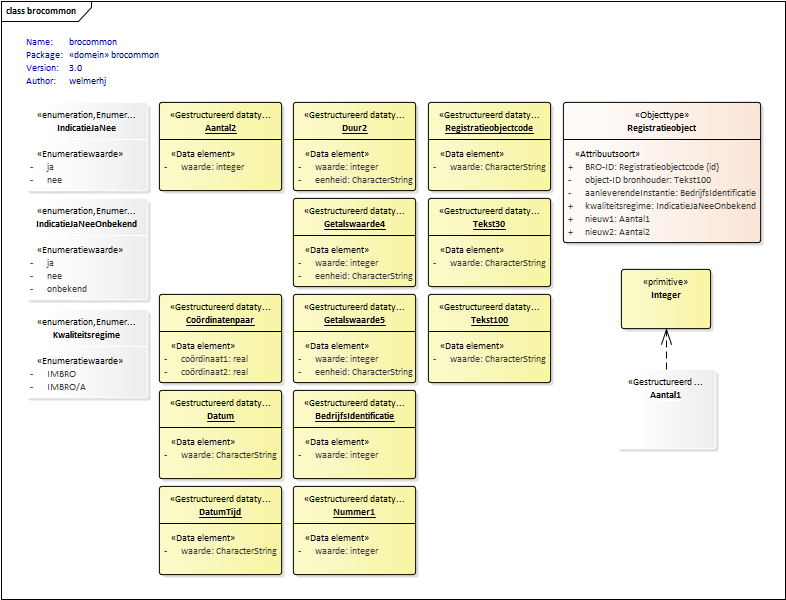 class brocommon
Name: brocommon
Package: «domein» brocommon
Version: 3.0
Author: welmerhj
«enumeration,Enumer...
IndicatieJaNee
«Enumeratiewaarde»
- ja
- nee
«enumeration,Enumer...
IndicatieJaNeeOnbekend
«Enumeratiewaarde»
- ja
- nee
- onbekend
«enumeration,Enumer...
Kwaliteitsregime
«Enumeratiewaarde»
- IMBRO
- IMBRO/A
«Gestructureerd dataty...
Aantal2
«Data element»
- waarde: integer
«Gestructureerd dataty...
Coördinatenpaar
«Data element»
- coördinaat1: real
- coördinaat2: real
«Gestructureerd dataty...
Datum
«Data element»
- waarde: CharacterString
«Gestructureerd dataty...
DatumTijd
«Data element»
- waarde: CharacterString
«Gestructureerd dataty...
Duur2
«Data element»
- waarde: integer
- eenheid: CharacterString
«Gestructureerd dataty...
Getalswaarde4
«Data element»
- waarde: integer
- eenheid: CharacterString
«Gestructureerd dataty...
Getalswaarde5
«Data element»
- waarde: integer
- eenheid: CharacterString
«Gestructureerd dataty...
BedrijfsIdentificatie
«Data element»
- waarde: integer
«Gestructureerd dataty...
Nummer1
«Data element»
- waarde: integer
«Gestructureerd dataty...
Registratieobjectcode
«Data element»
- waarde: CharacterString
«Gestructureerd dataty...
Tekst30
«Data element»
- waarde: CharacterString
«Gestructureerd dataty...
Tekst100
«Data element»
- waarde: CharacterString
«Objecttype»
Registratieobject
«Attribuutsoort»
+ BRO-ID: Registratieobjectcode {id}
- object-ID bronhouder: Tekst100
- aanleverendeInstantie: BedrijfsIdentificatie
+ kwaliteitsregime: IndicatieJaNeeOnbekend
+ nieuw1: Aantal1
+ nieuw2: Aantal2
«primitive»
Integer
«Gestructureerd ...
Aantal1